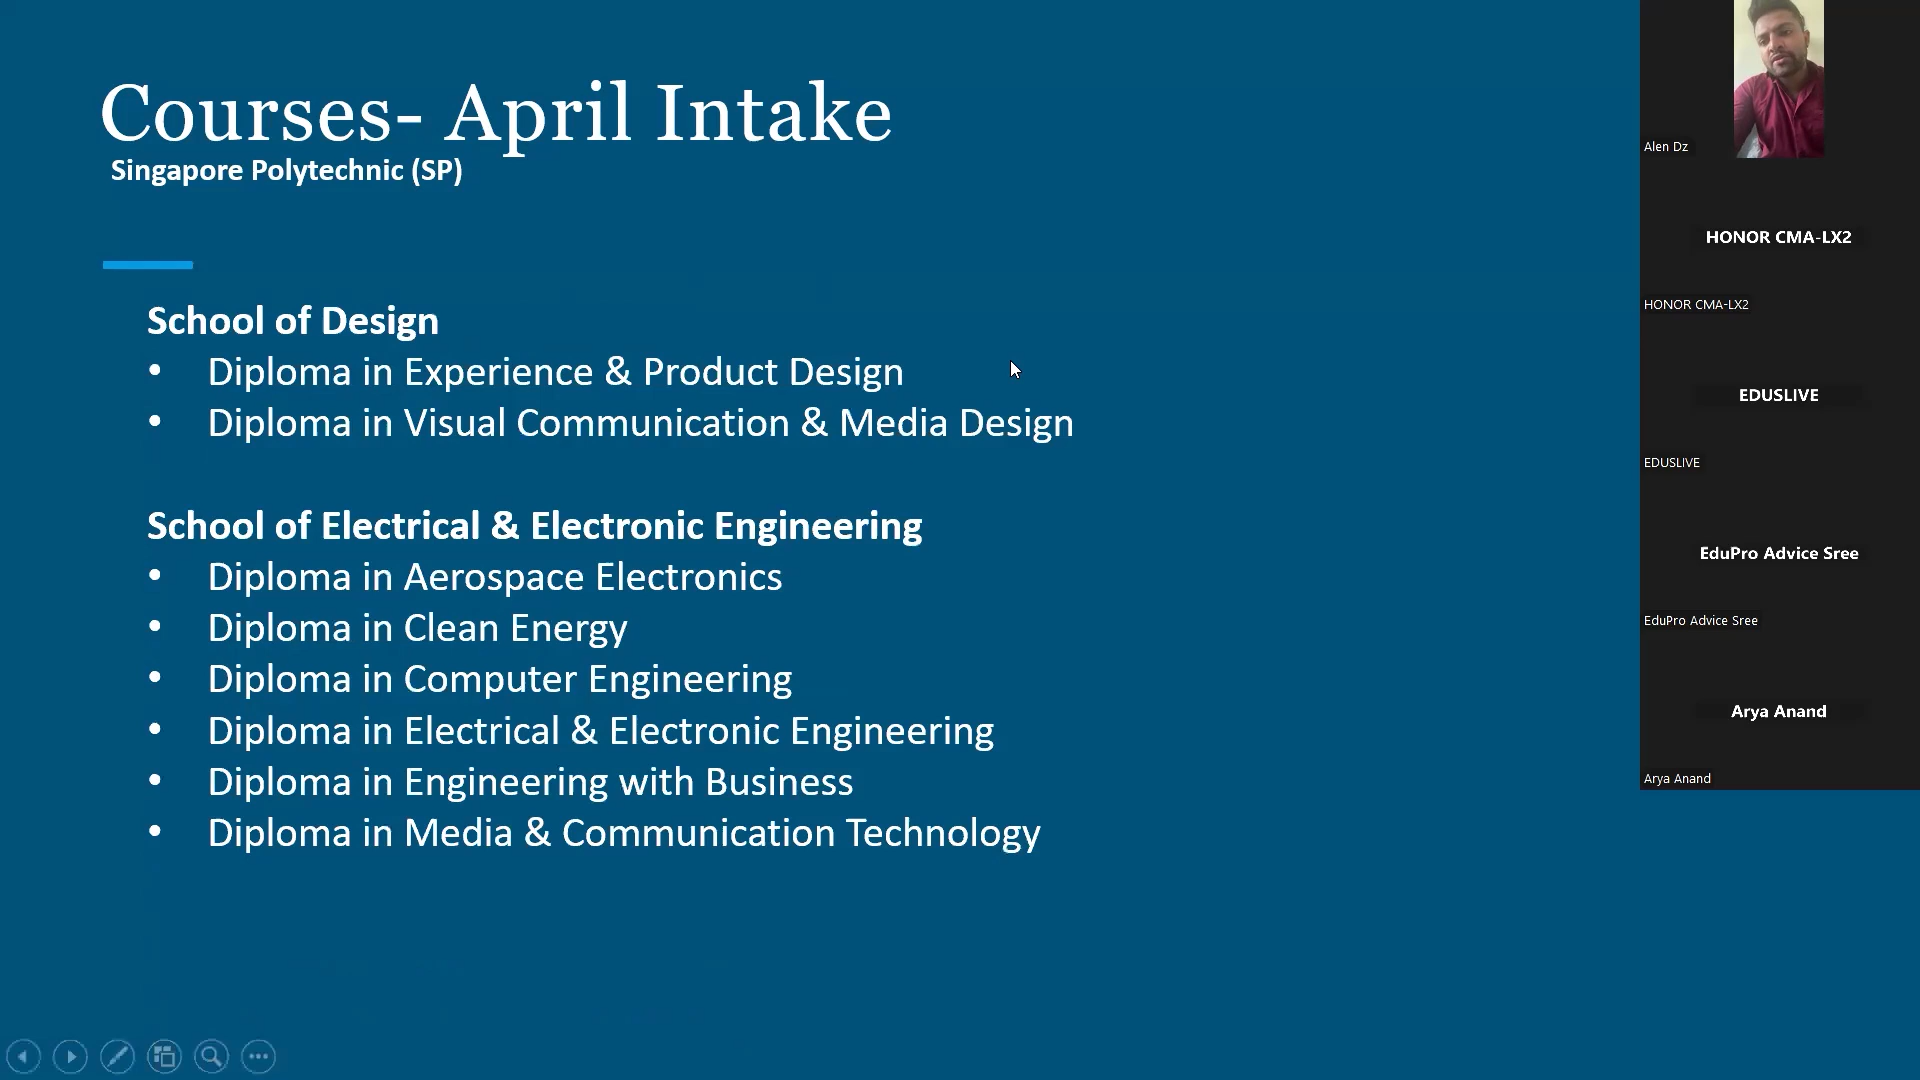 Courses- April Intake
Singapore Polytechnic (SP)
School of Design
• Diploma in Experience & Product Design
• Diploma in Visual Communication & Media Design
School of Electrical & Electronic Engineering
• Diploma in Aerospace Electronics
• Diploma in Clean Energy
• Diploma in Computer Engineering
• Diploma in Electrical & Electronic Engineering
• Diploma in Engineering with Business
• Diploma in Media & Communication Technology
Alen Dz
HONOR CMA-LX2
HONOR CMA-LX2
EDUSLIVE
EDUSLIVE
EduPro Advice Sree
EduPro Advice Sree
Arya Anand
Arya Anand